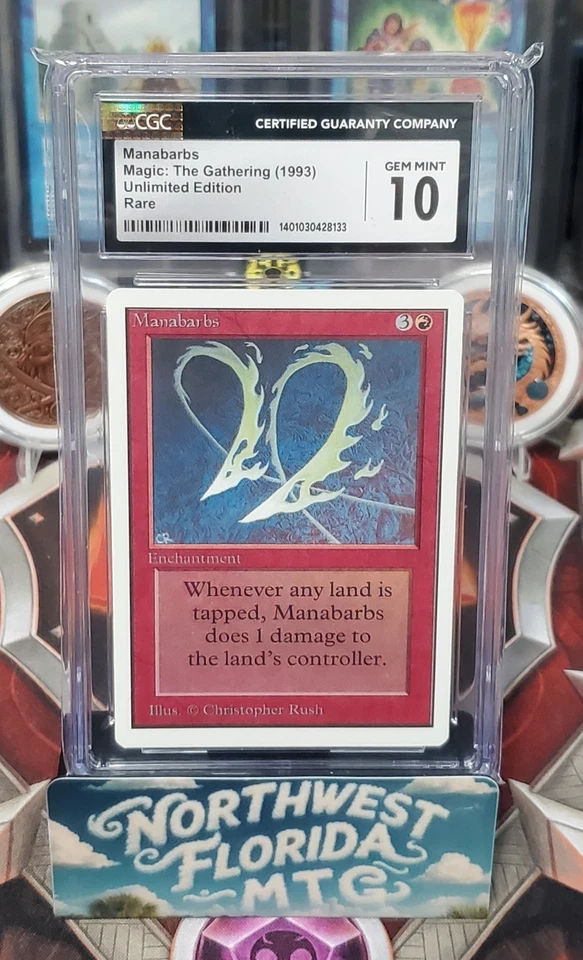 CGC
CERTIFIED GUARANTY COMPANY
Manabarbs
Magic: The Gathering (1993)
Unlimited Edition
Rare
GEM MINT
10
1401030428133
Manabarbs
3
CR
Enchantment
Whenever any land is
tapped, Manabarbs
does 1 damage to
the land's controller.
Illus. © Christopher Rush
NORTHWEST
FLORIDA
MTG